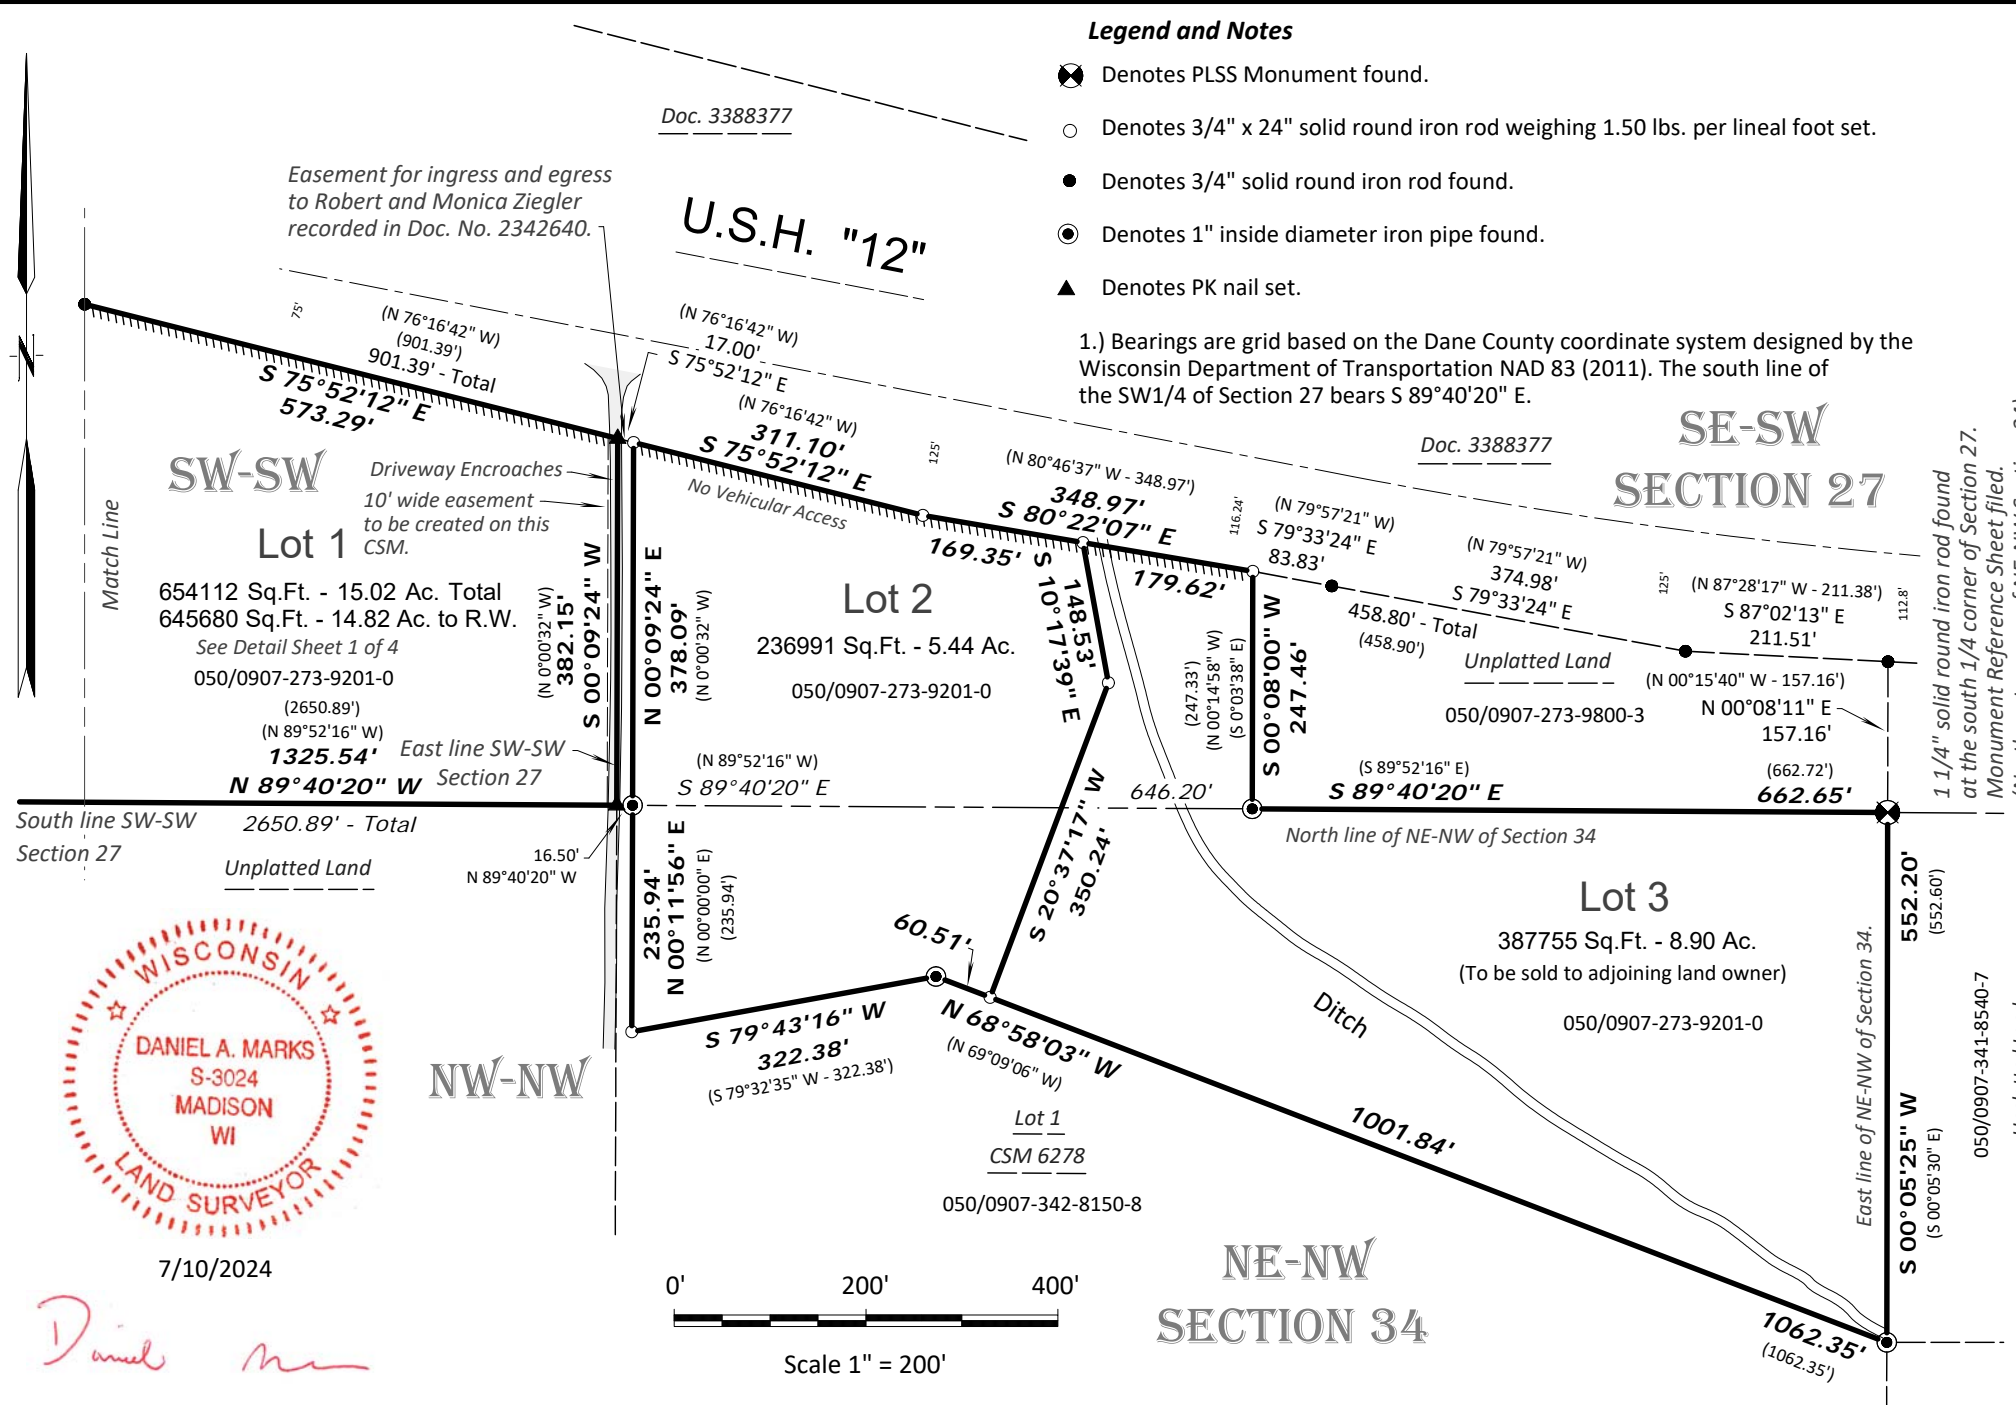 Legend and Notes
Denotes PLSS Monument found.
Denotes 3/4" x 24" solid round iron rod weighing 1.50 lbs. per lineal foot set.
Denotes 3/4" solid round iron rod found.
Denotes 1" inside diameter iron pipe found.
Denotes PK nail set.
1.) Bearings are grid based on the Dane County coordinate system designed by the
Wisconsin Department of Transportation NAD 83 (2011). The south line of
the SW1/4 of Section 27 bears S 89°40'20" E.
Doc. 3388377
Easement for ingress and egress
to Robert and Monica Ziegler
recorded in Doc. No. 2342640.
U.S.H. "12"
N
75'
(N 76°16'42" W)
(901.39')
901.39' - Total
S 75°52'12" E
573.29'
(N 76°16'42" W)
17.00'
S 75°52'12" E
(N 76°16'42" W)
311.10'
S 75°52'12" E
No Vehicular Access
125'
(N 80°46'37" W - 348.97')
348.97'
S 80°22'07" E
169.35'
179.62'
116.24'
(N 79°57'21" W)
S 79°33'24" E
83.83'
(N 79°57'21" W)
374.98'
S 79°33'24" E
458.80' - Total
(458.90')
125'
Doc. 3388377
SE-SW
SECTION 27
(N 87°28'17" W - 211.38')
S 87°02'13" E
211.51'
112.8'
1 1/4" solid round iron rod found
at the south 1/4 corner of Section 27.
Monument Reference Sheet filed.
SW-SW
Match Line
Driveway Encroaches
10' wide easement
to be created on this
CSM.
Lot 1
654112 Sq.Ft. - 15.02 Ac. Total
645680 Sq.Ft. - 14.82 Ac. to R.W.
See Detail Sheet 1 of 4
050/0907-273-9201-0
(2650.89')
(N 89°52'16" W)
1325.54'
N 89°40'20" W
East line SW-SW
Section 27
South line SW-SW
Section 27
2650.89' - Total
Unplatted Land
16.50'
N 89°40'20" W
(N 0°00'32" W)
382.15'
S 00°09'24" W
N 00°09'24" E
378.09'
(N 0°00'32" W)
Lot 2
236991 Sq.Ft. - 5.44 Ac.
050/0907-273-9201-0
(N 89°52'16" W)
S 89°40'20" E
646.20'
148.53'
S 10°17'39" E
S 20°37'17" W
350.24'
(247.33')
(N 00°14'58" W)
(S 0°03'38" E)
S 00°08'00" W
247.46'
Unplatted Land
050/0907-273-9800-3
(N 00°15'40" W - 157.16')
N 00°08'11" E
157.16'
(S 89°52'16" E)
S 89°40'20" E
(662.72')
662.65'
North line of NE-NW of Section 34
235.94'
N 00°11'56" E
(N 00°00'00" E)
(235.94')
60.51'
S 79°43'16" W
322.38'
(S 79°32'35" W - 322.38')
N 68°58'03" W
(N 69°09'06" W)
1001.84'
1062.35'
(1062.35')
Lot 3
387755 Sq.Ft. - 8.90 Ac.
(To be sold to adjoining land owner)
050/0907-273-9201-0
Ditch
552.20'
(552.60')
East line of NE-NW of Section 34.
S 00°05'25" W
(S 00°05'30" E)
050/0907-341-8540-7
NW-NW
Lot 1
CSM 6278
050/0907-342-8150-8
NE-NW
SECTION 34
WISCONSIN
DANIEL A. MARKS
S-3024
MADISON
WI
LAND SURVEYOR
7/10/2024
Daniel
0' 200' 400'
Scale 1" = 200'